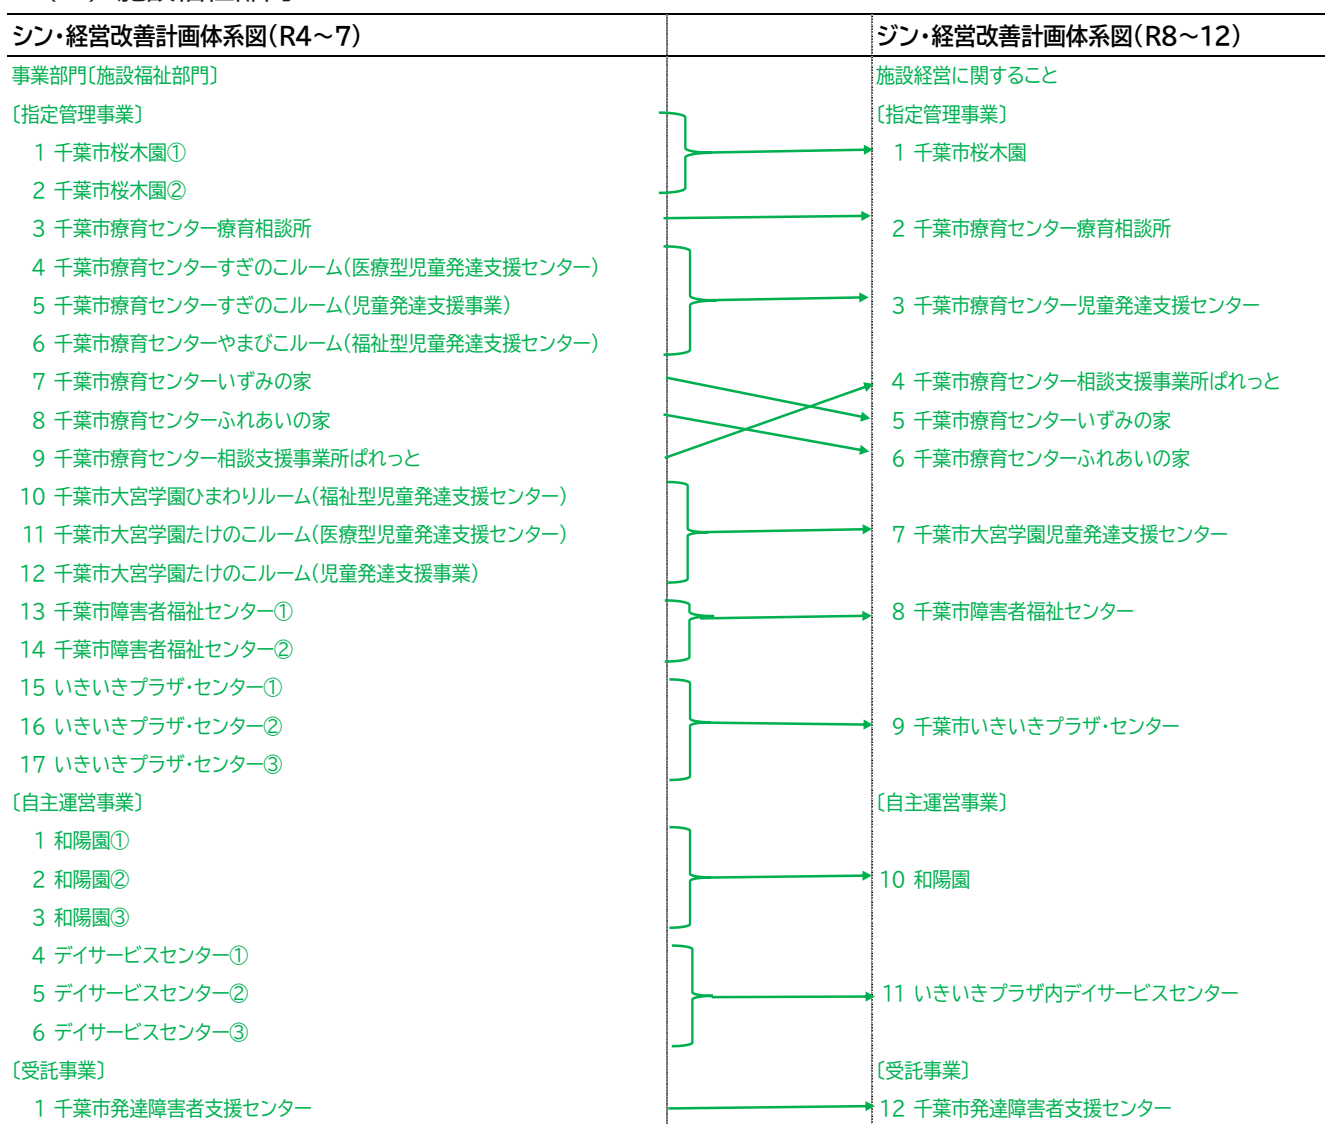 シン・経営改善計画体系図(R4～7)
ジン・経営改善計画体系図(R8～12)
事業部門〔施設福祉部門〕
施設経営に関すること
〔指定管理事業〕
〔指定管理事業〕
1 千葉市桜木園①
1 千葉市桜木園
2 千葉市桜木園②
3 千葉市療育センター療育相談所
2 千葉市療育センター療育相談所
4 千葉市療育センターすぎのこルーム(医療型児童発達支援センター)
5 千葉市療育センターすぎのこルーム(児童発達支援事業)
3 千葉市療育センター児童発達支援センター
6 千葉市療育センターやまびこルーム(福祉型児童発達支援センター)
7 千葉市療育センターいずみの家
4 千葉市療育センター相談支援事業所ぱれっと
8 千葉市療育センターふれあいの家
5 千葉市療育センターいずみの家
9 千葉市療育センター相談支援事業所ぱれっと
6 千葉市療育センターふれあいの家
10 千葉市大宮学園ひまわりルーム(福祉型児童発達支援センター)
11 千葉市大宮学園たけのこルーム(医療型児童発達支援センター)
7 千葉市大宮学園児童発達支援センター
12 千葉市大宮学園たけのこルーム(児童発達支援事業)
13 千葉市障害者福祉センター①
8 千葉市障害者福祉センター
14 千葉市障害者福祉センター②
15 いきいきプラザ・センター①
16 いきいきプラザ・センター②
9 千葉市いきいきプラザ・センター
17 いきいきプラザ・センター③
〔自主運営事業〕
〔自主運営事業〕
1 和陽園①
2 和陽園②
10 和陽園
3 和陽園③
4 デイサービスセンター①
5 デイサービスセンター②
11 いきいきプラザ内デイサービスセンター
6 デイサービスセンター③
〔受託事業〕
〔受託事業〕
1 千葉市発達障害者支援センター
12 千葉市発達障害者支援センター